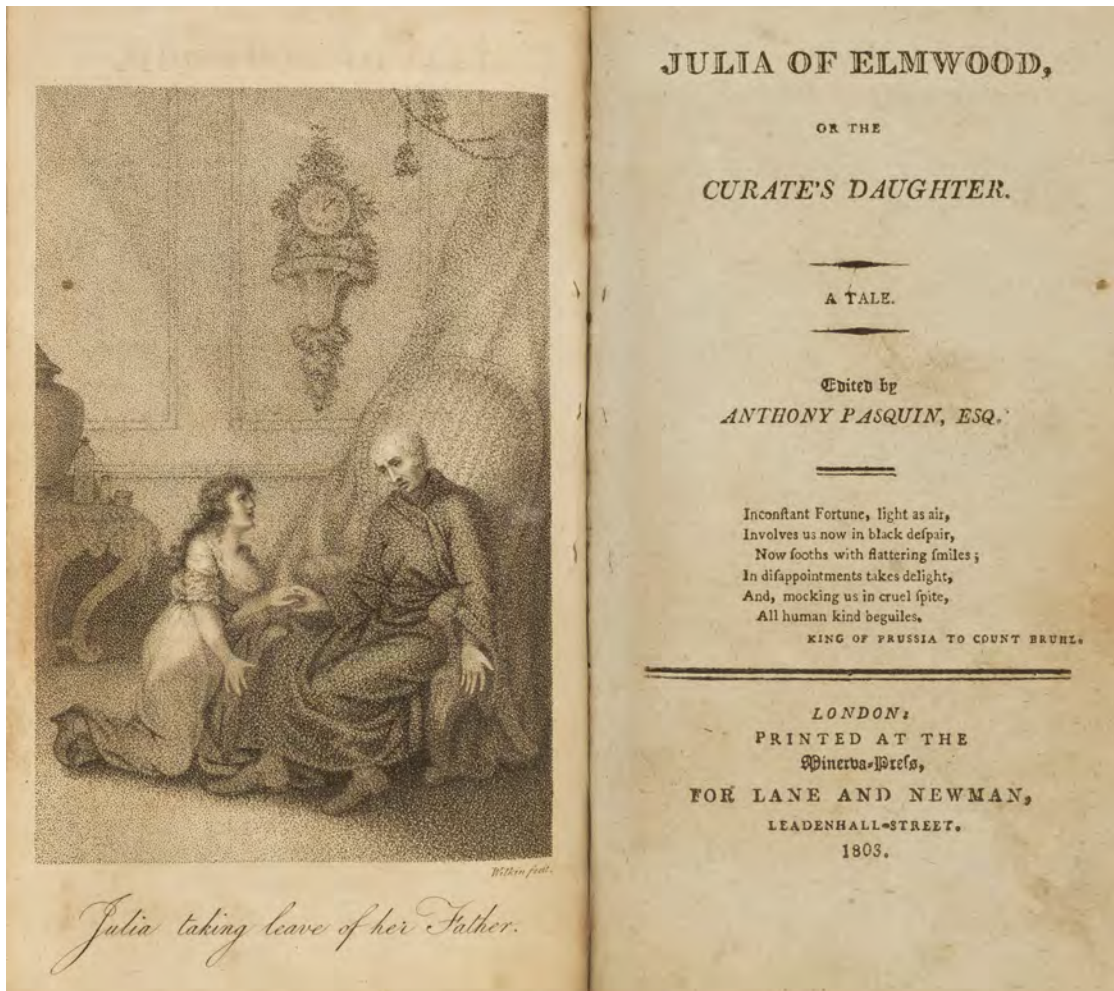 Wilkin fecit.
Julia taking leave of her Father.
JULIA OF ELMWOOD,
OR THE
CURATE'S DAUGHTER.
A TALE.
Edited by
ANTHONY PASQUIN, ESQ.
Inconſtant Fortune, light as air,
Involves us now in black deſpair,
Now ſooths with flattering ſmiles;
In diſappointments takes delight,
And, mocking us in cruel ſpite,
All human kind beguiles.
KING OF PRUSSIA TO COUNT BRUHL.
LONDON:
PRINTED AT THE
Minerva-Preſs,
FOR LANE AND NEWMAN,
LEADENHALL-STREET.
1803.